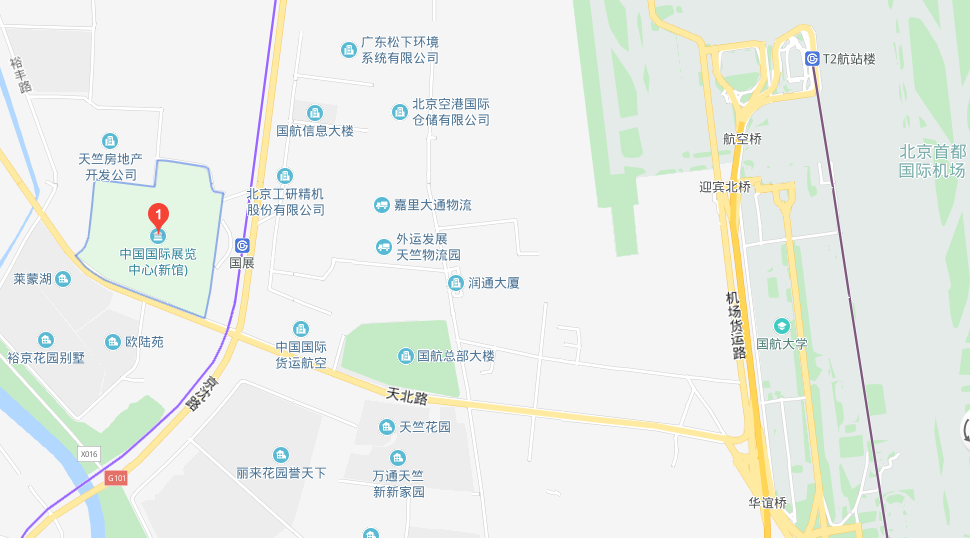 广东松下环境
系统有限公司
T2航站楼
裕丰路
北京空港国际
仓储有限公司
国航信息大楼
航空桥
天竺房地产
开发公司
北京首都
国际机场
北京工研精机
股份有限公司
迎宾北桥
嘉里大通物流
1
外运发展
天竺物流园
中国国际展览
中心(新馆)
国展
莱蒙湖
润通大厦
机场货运路
欧陆苑
裕京花园别墅
中国国际
货运航空
国航总部大楼
国航大学
京沈路
天北路
天竺花园
X016
丽来花园誉天下
万通天竺
新新家园
G101
华谊桥